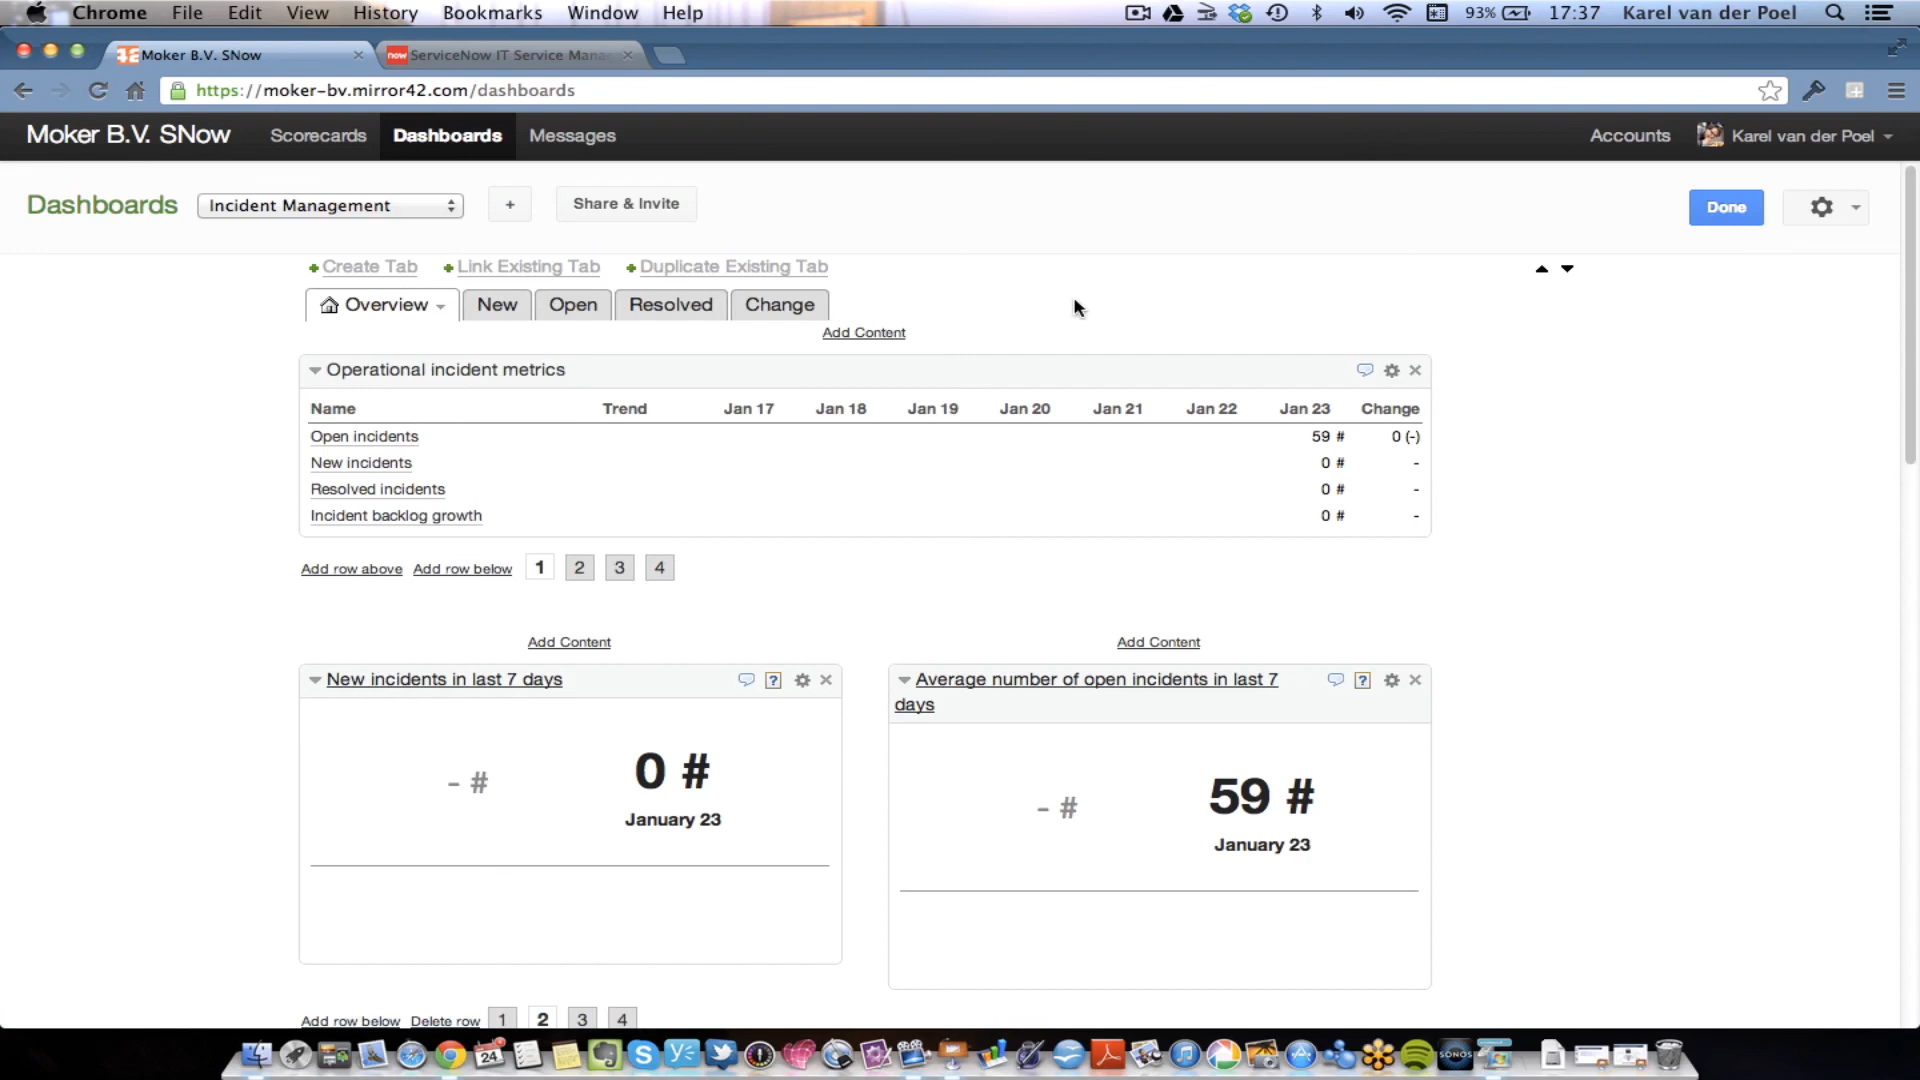 Chrome File Edit View History Bookmarks Window Help 93% 17:37 Karel van der Poel
Moker B.V. SNow ServiceNow IT Service Mana
https://moker-bv.mirror42.com/dashboards
Moker B.V. SNow Scorecards Dashboards Messages Accounts Karel van der Poel
Dashboards Incident Management + Share & Invite Done
Create Tab Link Existing Tab Duplicate Existing Tab
Overview New Open Resolved Change
Add Content
Operational incident metrics
Name Trend Jan 17 Jan 18 Jan 19 Jan 20 Jan 21 Jan 22 Jan 23 Change
Open incidents 59 # 0 (-)
New incidents 0 # -
Resolved incidents 0 # -
Incident backlog growth 0 # -
Add row above Add row below 1 2 3 4
Add Content Add Content
New incidents in last 7 days ?
Average number of open incidents in last 7 ?
days
- # 0 #
January 23
- # 59 #
January 23
Add row below Delete row 1 2 3 4
24
SONOS